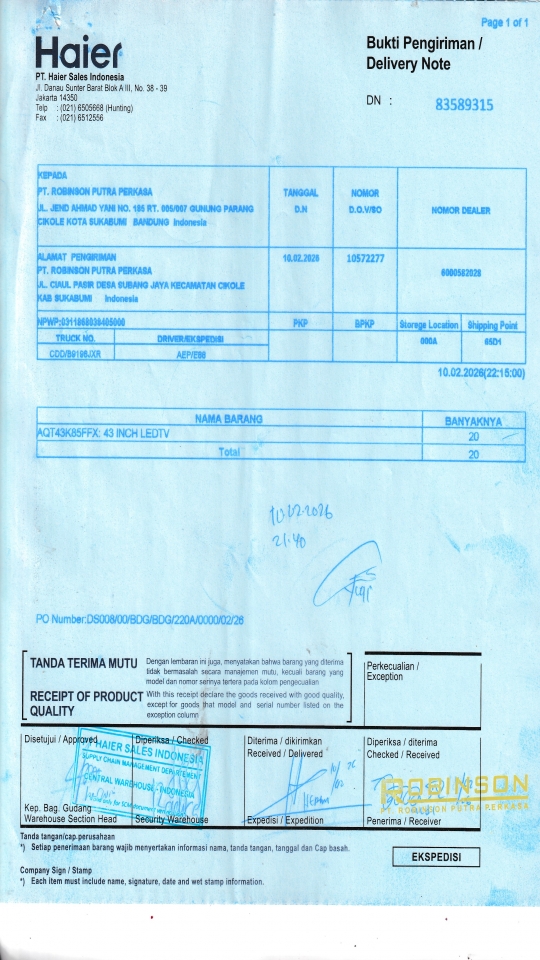 Page 1 of 1
Haier
Bukti Pengiriman /
Delivery Note
PT. Haier Sales Indonesia
Jl. Danau Sunter Barat Blok A III, No. 38 - 39
Jakarta 14350
Telp : (021) 6505668 (Hunting)
Fax : (021) 6512556
DN : 83589315
KEPADA
PT. ROBINSON PUTRA PERKASA
JL. JEND AHMAD YANI NO. 185 RT. 005/007 GUNUNG PARANG
CIKOLE KOTA SUKABUMI BANDUNG Indonesia
TANGGAL
D.N
NOMOR
D.O.V/SO
NOMOR DEALER
ALAMAT PENGIRIMAN
PT. ROBINSON PUTRA PERKASA
JL. CIAUL PASIR DESA SUBANG JAYA KECAMATAN CIKOLE
KAB SUKABUMI Indonesia
10.02.2026
10572277
6000582028
PKP
BPKP
Storage Location
Shipping Point
TRUCK NO.
DRIVER/EKSPEDISI
000A
65D1
CDD/B9198JXR
10.02.2026(22:15:00)
NAMA BARANG
BANYAKNYA
AQT43K85FFX: 43 INCH LEDTV
20
Total
20
10.02.2026
21.40
PO Number:DS008/00/BDG/BDG/220A/0000/02/26
TANDA TERIMA MUTU
Dengan lembaran ini juga, menyatakan bahwa barang yang diterima
tidak bermasalah secara manajemen mutu, kecuali barang yang
model dan nomor serinya tertera pada kolom pengecualian
RECEIPT OF PRODUCT
QUALITY
With this receipt declare the goods received with good quality,
except for goods that model and serial number listed on the
exception column
Perkecualian /
Exception
Disetujui / Approved
Diperiksa / Checked
Diterima / dikirimkan
Received / Delivered
Diperiksa / diterima
Checked / Received
HAIER SALES INDONESIA
SUPPLY CHAIN MANAGEMENT DEPARTEMENT
CENTRAL WAREHOUSE - INDONESIA
ROBINSON
PT. ROBINSON PUTRA PERKASA
Kep. Bag. Gudang
Warehouse Section Head
Security Warehouse
Expedisi / Expedition
Penerima / Receiver
Tanda tangan/cap perusahaan
*) Setiap penerimaan barang wajib menyertakan informasi nama, tanda tangan, tanggal dan Cap basah.
EKSPEDISI
Company Sign / Stamp
*) Each item must include name, signature, date and wet stamp information.